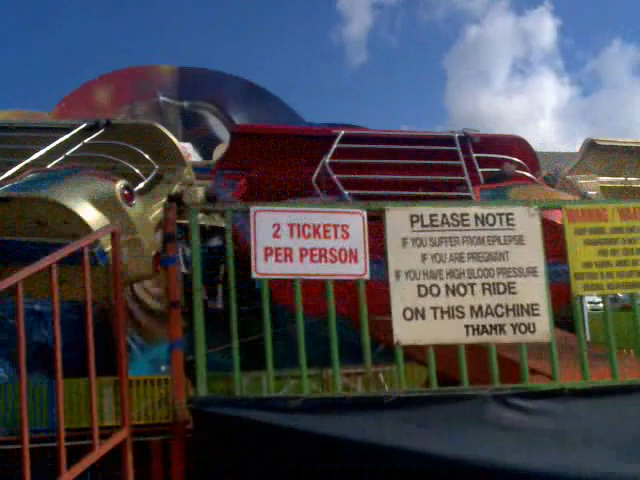 2 TICKETS
PER PERSON
PLEASE NOTE
IF YOU SUFFER FROM EPILEPSIE
IF YOU ARE PREGNANT
IF YOU HAVE HIGH BLOOD PRESSURE
DO NOT RIDE
ON THIS MACHINE
THANK YOU
WARNING / WA